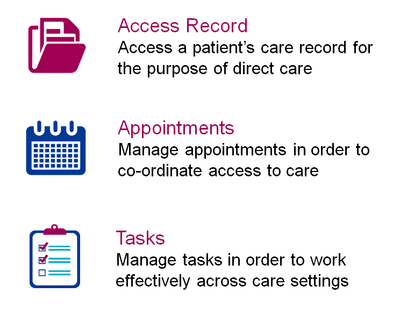 Access Record
Access a patient's care record for
the purpose of direct care
Appointments
Manage appointments in order to
co-ordinate access to care
Tasks
Manage tasks in order to work
effectively across care settings